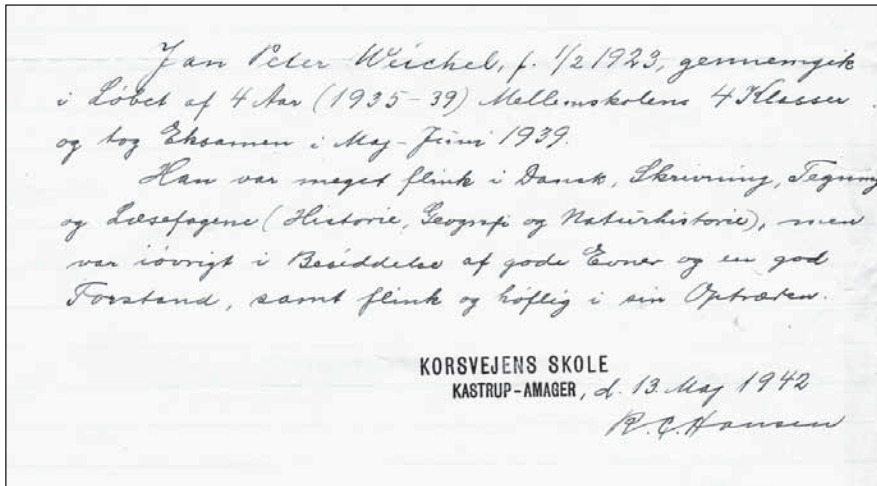 Jan Peter Weichel, f. 1/2 1923, gennemgik
i Løbet af 4 Aar (1935-39) Mellemskolens 4 Klasser
og tog Eksamen i Maj-Juni 1939.
Han var meget flink i Dansk, Skrivning, Tegning
og Læsefagene (Historie, Geografi og Naturhistorie), men
var iøvrigt i Besiddelse af gode Evner og en god
Forstand, samt flink og høflig i sin Optræden.
KORSVEJENS SKOLE
KASTRUP-AMAGER, d. 13. Maj 1942
R.C. Hansen